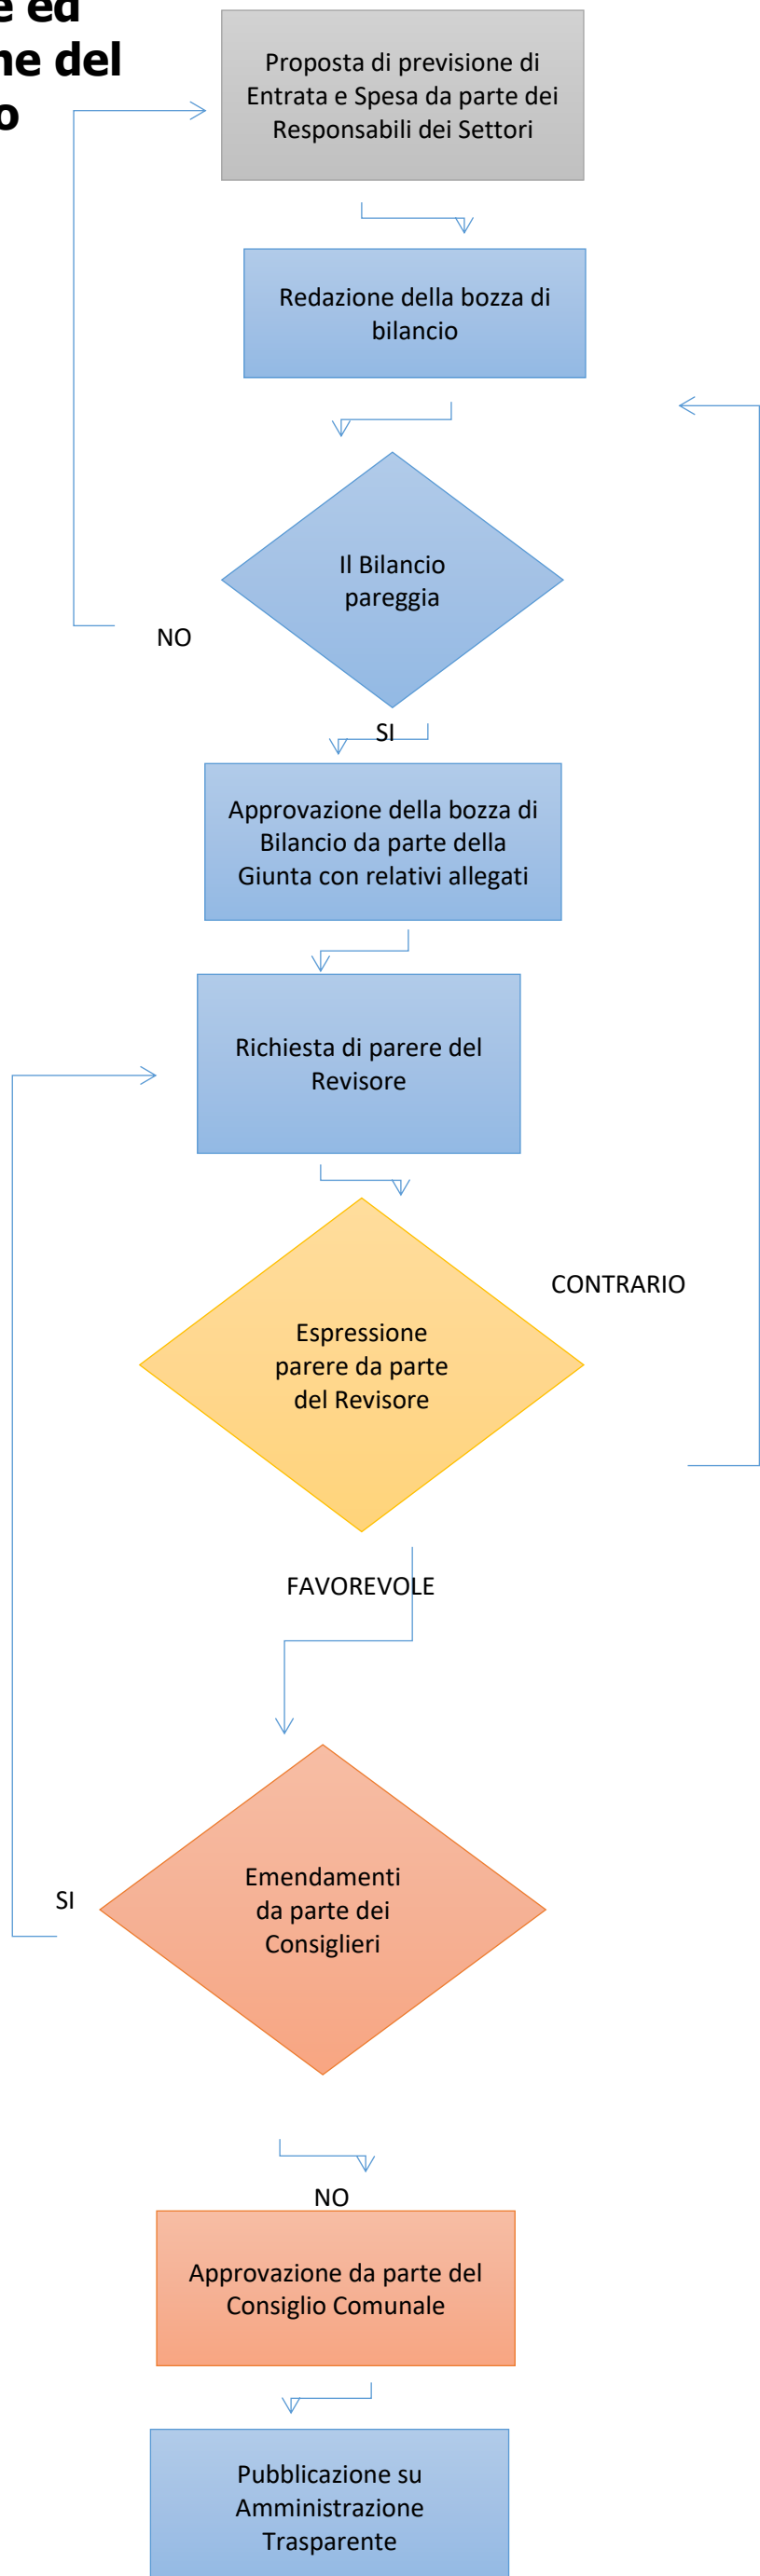 e ed
ne del
o
Proposta di previsione di
Entrata e Spesa da parte dei
Responsabili dei Settori
Redazione della bozza di
bilancio
Il Bilancio
pareggia
NO
SI
Approvazione della bozza di
Bilancio da parte della
Giunta con relativi allegati
Richiesta di parere del
Revisore
CONTRARIO
Espressione
parere da parte
del Revisore
FAVOREVOLE
Emendamenti
da parte dei
Consiglieri
SI
NO
Approvazione da parte del
Consiglio Comunale
Pubblicazione su
Amministrazione
Trasparente